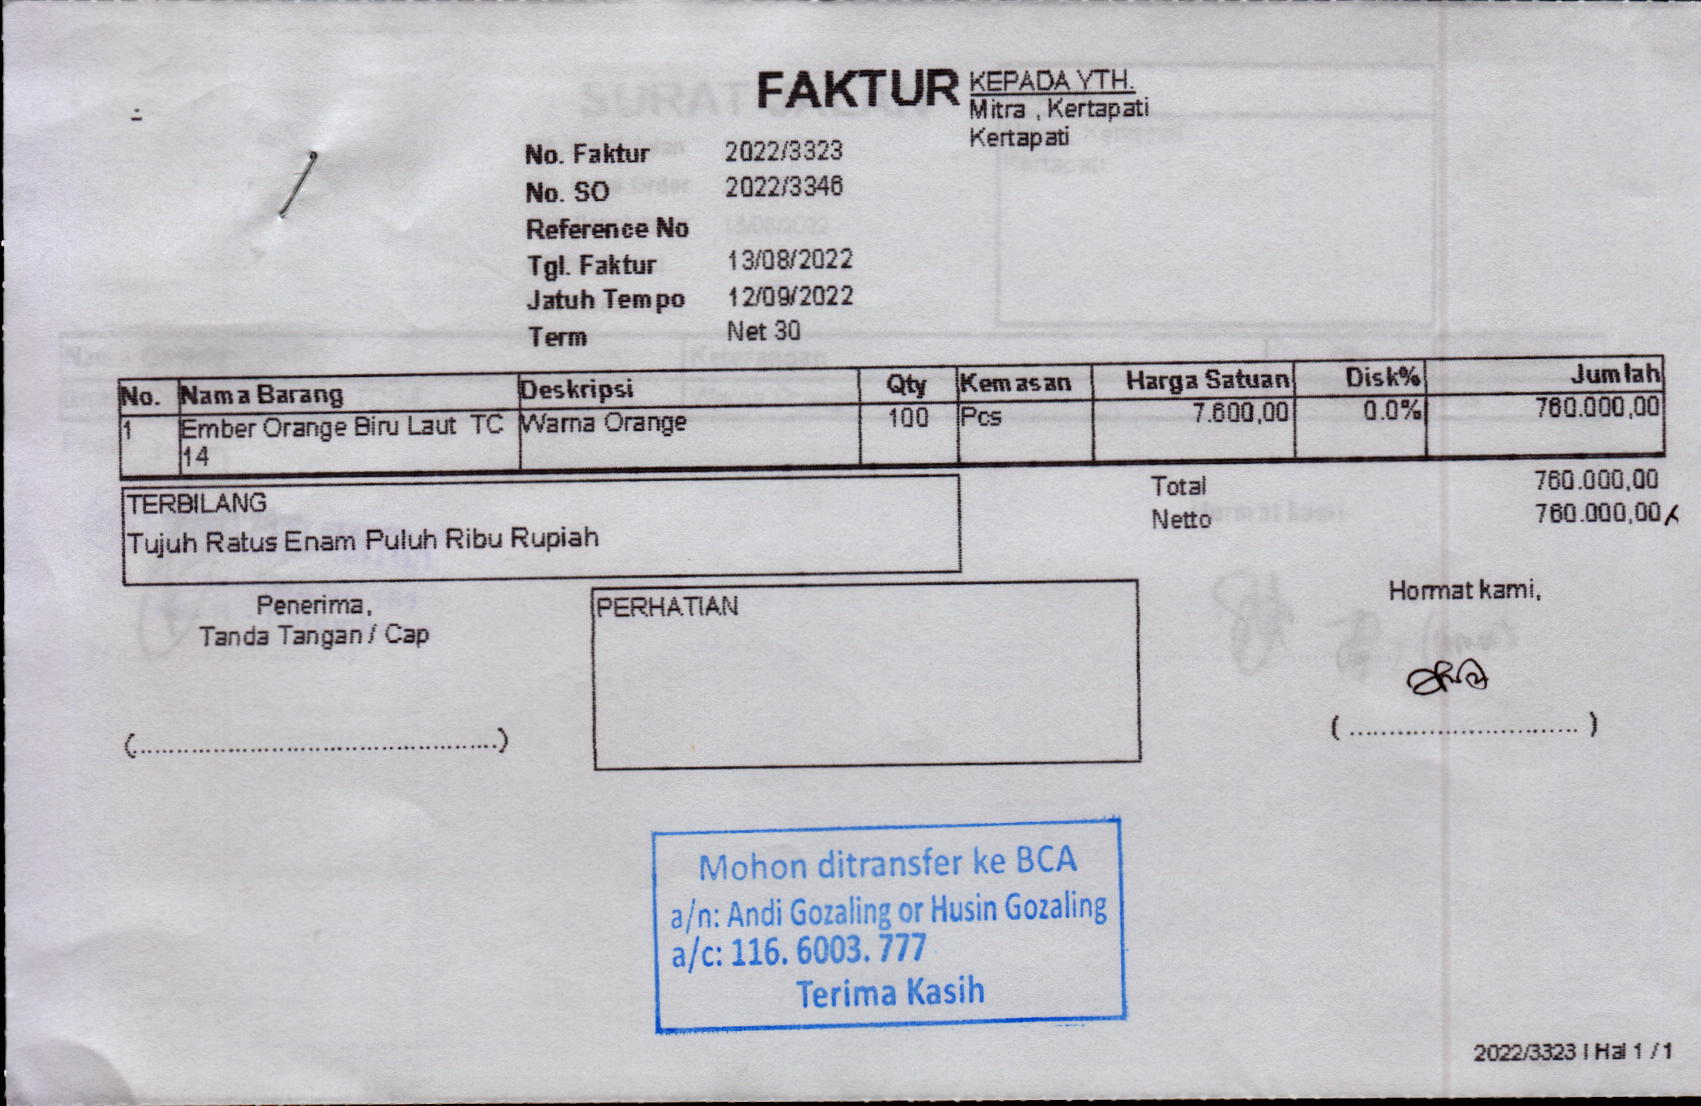 FAKTUR
KEPADA YTH.
Mitra , Kertapati
Kertapati
No. Faktur 2022/3323
No. SO 2022/3346
Reference No
Tgl. Faktur 13/08/2022
Jatuh Tempo 12/09/2022
Term Net 30
No. Nama Barang Deskripsi Qty Kemasan Harga Satuan Disk% Jumlah
1 Ember Orange Biru Laut TC Warna Orange 100 Pcs 7.600,00 0.0% 760.000,00
14
Total 760.000,00
Netto 760.000,00
TERBILANG
Tujuh Ratus Enam Puluh Ribu Rupiah
Penerima,
Tanda Tangan / Cap
(................................................)
PERHATIAN
Hormat kami,
( ............................. )
Mohon ditransfer ke BCA
a/n: Andi Gozaling or Husin Gozaling
a/c: 116. 6003. 777
Terima Kasih
2022/3323 | Hal 1 / 1